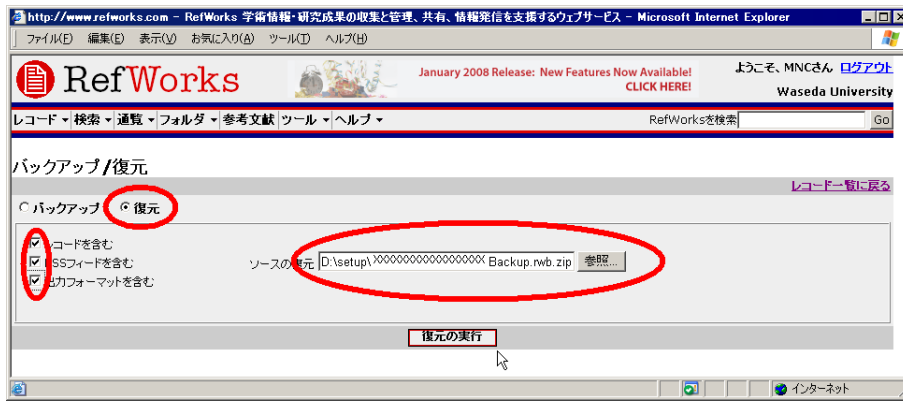 http://www.refworks.com - RefWorks 学術情報・研究成果の収集と管理、共有、情報発信を支援するウェブサービス - Microsoft Internet Explorer
ファイル(F) 編集(E) 表示(V) お気に入り(A) ツール(T) ヘルプ(H)
RefWorks
January 2008 Release: New Features Now Available!
CLICK HERE!
ようこそ、MNCさん ログアウト
Waseda University
レコード 検索 通覧 フォルダ 参考文献 ツール ヘルプ RefWorksを検索 Go
バックアップ/復元
レコード一覧に戻る
バックアップ 復元
レコードを含む
RSSフィードを含む ソースの復元 D:\setup\XXXXXXXXXXXXXXXXX Backup.rwb.zip 参照...
出力フォーマットを含む
復元の実行
インターネット